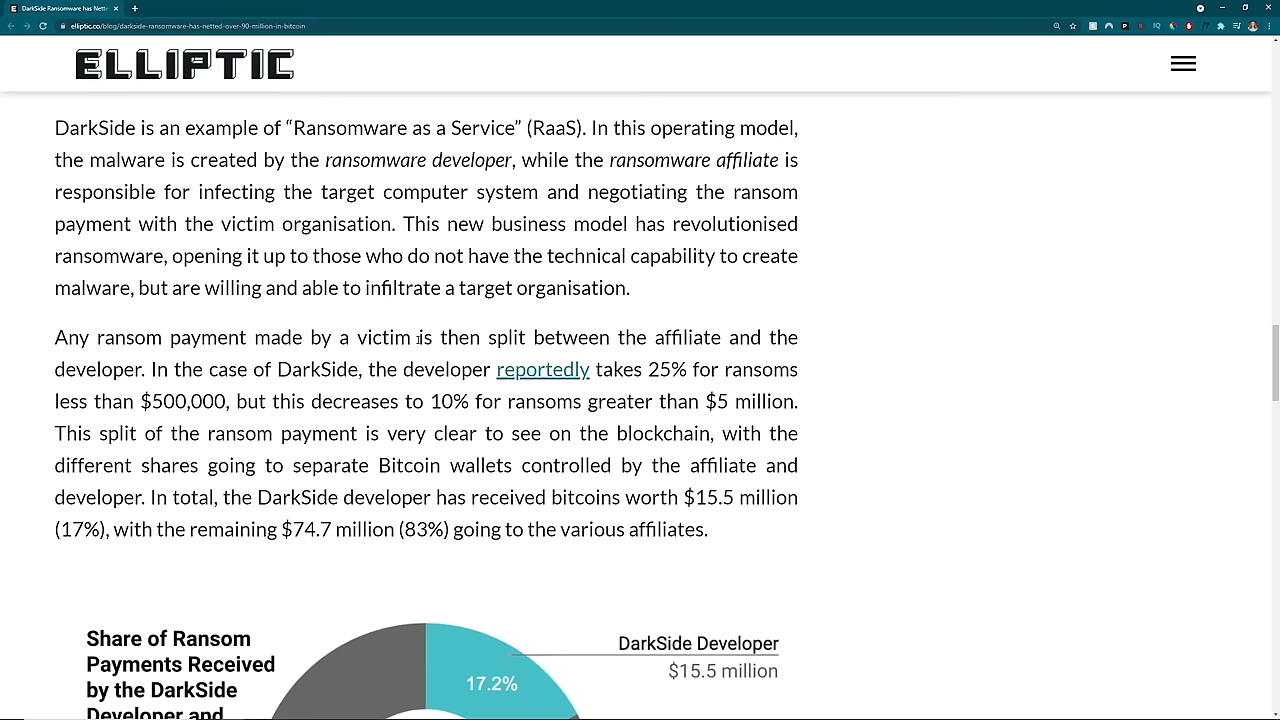 DarkSide Ransomware has Nette
elliptic.co/blog/darkside-ransomware-has-netted-over-90-million-in-bitcoin
ELLIPTIC
DarkSide is an example of “Ransomware as a Service” (RaaS). In this operating model,
the malware is created by the ransomware developer, while the ransomware affiliate is
responsible for infecting the target computer system and negotiating the ransom
payment with the victim organisation. This new business model has revolutionised
ransomware, opening it up to those who do not have the technical capability to create
malware, but are willing and able to infiltrate a target organisation.
Any ransom payment made by a victim is then split between the affiliate and the
developer. In the case of DarkSide, the developer reportedly takes 25% for ransoms
less than $500,000, but this decreases to 10% for ransoms greater than $5 million.
This split of the ransom payment is very clear to see on the blockchain, with the
different shares going to separate Bitcoin wallets controlled by the affiliate and
developer. In total, the DarkSide developer has received bitcoins worth $15.5 million
(17%), with the remaining $74.7 million (83%) going to the various affiliates.
Share of Ransom
Payments Received
by the DarkSide
Developer and
DarkSide Developer
$15.5 million
17.2%